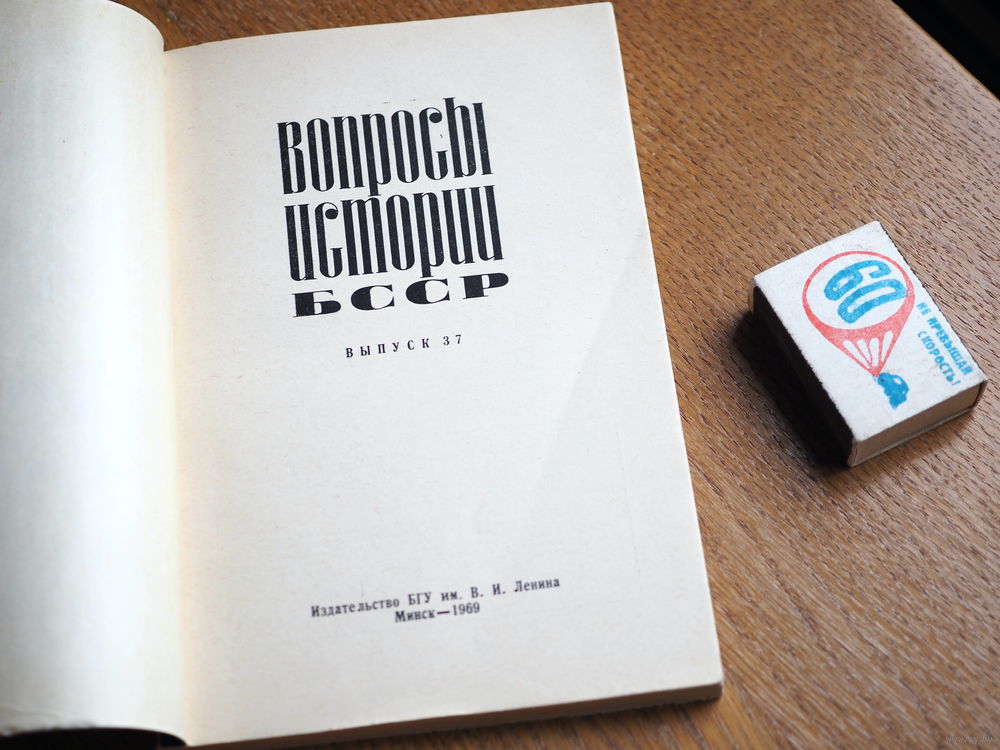 Вопросы
истории
БССР
ВЫПУСК 37
Издательство БГУ им. В. И. Ленина
Минск—1969
60
НЕ ПРЕВЫШАЙ
СКОРОСТЬ!